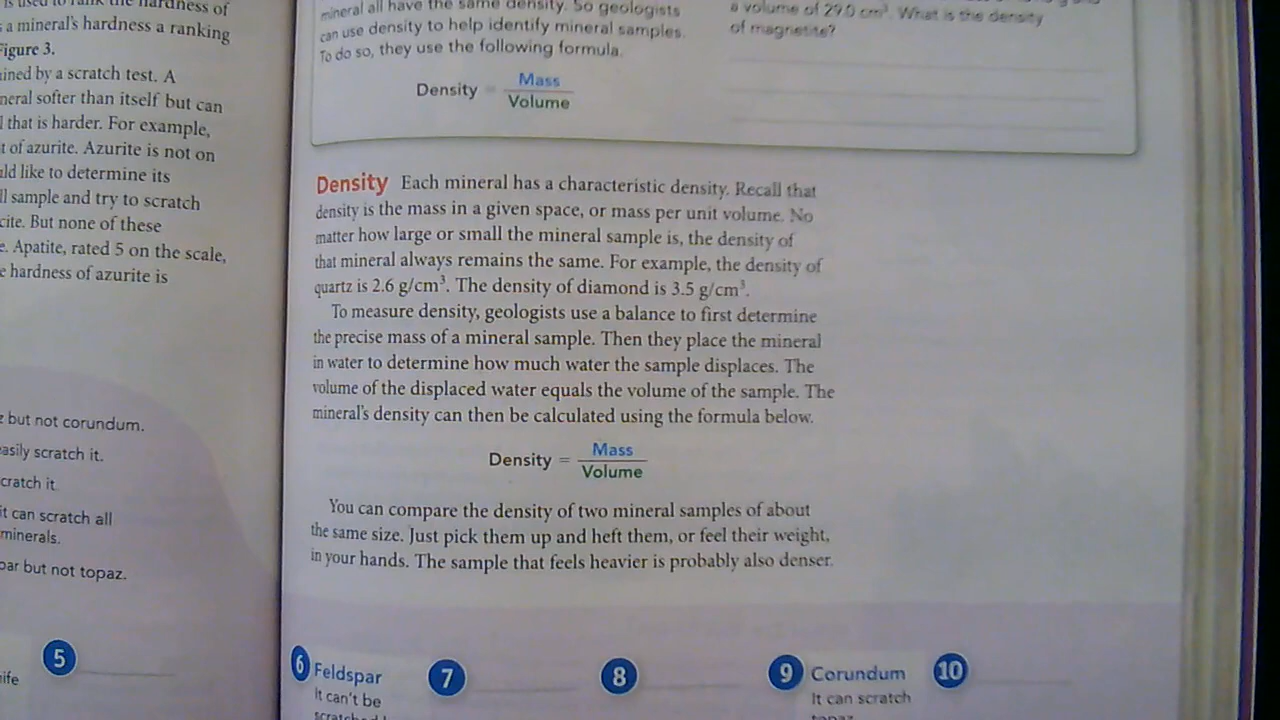 is used to rank the hardness of
a mineral's hardness a ranking
Figure 3.
ined by a scratch test. A
neral softer than itself but can
l that is harder. For example,
t of azurite. Azurite is not on
uld like to determine its
ll sample and try to scratch
cite. But none of these
e. Apatite, rated 5 on the scale,
e hardness of azurite is
z but not corundum.
easily scratch it.
cratch it
it can scratch all
minerals.
par but not topaz.
5
nife
mineral all have the same density. So geologists
can use density to help identify mineral samples.
To do so, they use the following formula.
Density = Mass
Volume
a volume of 29.0 cm³. What is the density
of magnetite?
Density Each mineral has a characteristic density. Recall that
density is the mass in a given space, or mass per unit volume. No
matter how large or small the mineral sample is, the density of
that mineral always remains the same. For example, the density of
quartz is 2.6 g/cm³. The density of diamond is 3.5 g/cm³.
To measure density, geologists use a balance to first determine
the precise mass of a mineral sample. Then they place the mineral
in water to determine how much water the sample displaces. The
volume of the displaced water equals the volume of the sample. The
mineral's density can then be calculated using the formula below.
Density = Mass
Volume
You can compare the density of two mineral samples of about
the same size. Just pick them up and heft them, or feel their weight,
in your hands. The sample that feels heavier is probably also denser.
6 Feldspar
It can't be
7
8
9 Corundum
It can scratch
topaz
10